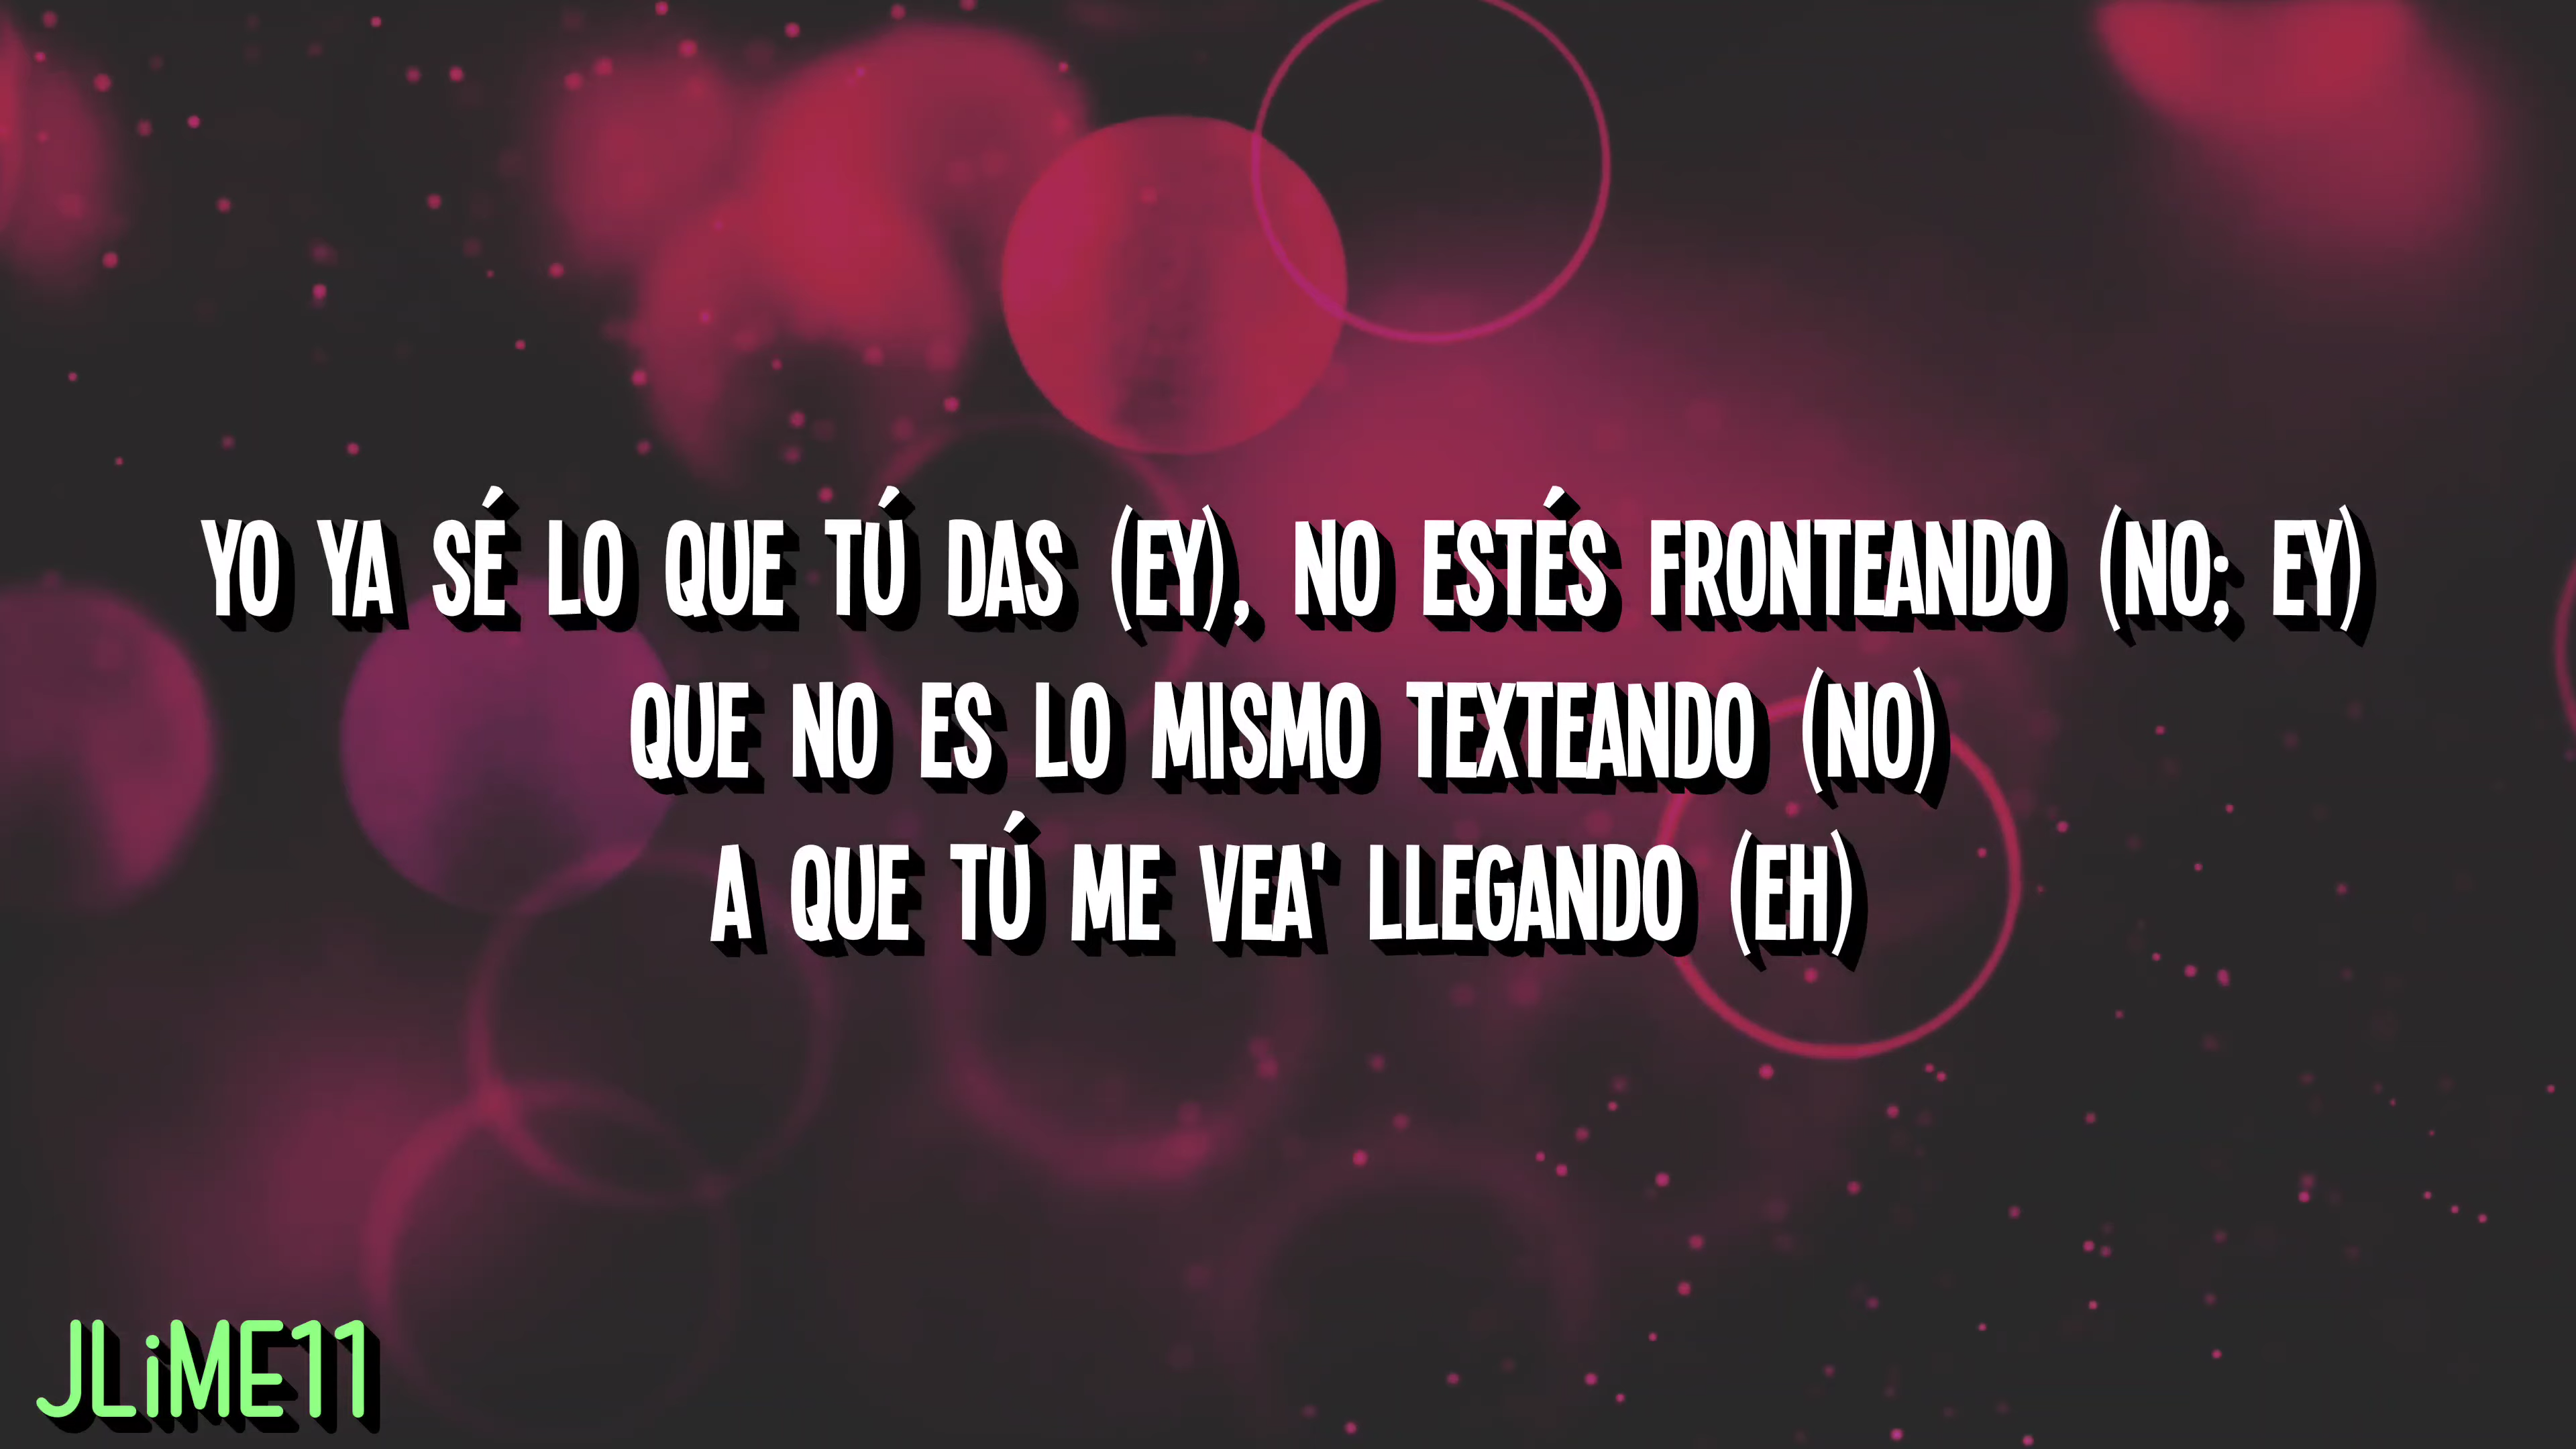 YO YA SÉ LO QUE TÚ DAS (EY), NO ESTÉS FRONTEANDO (NO; EY)
QUE NO ES LO MISMO TEXTEANDO (NO)
A QUE TÚ ME VEA' LLEGANDO (EH)
JLiME11